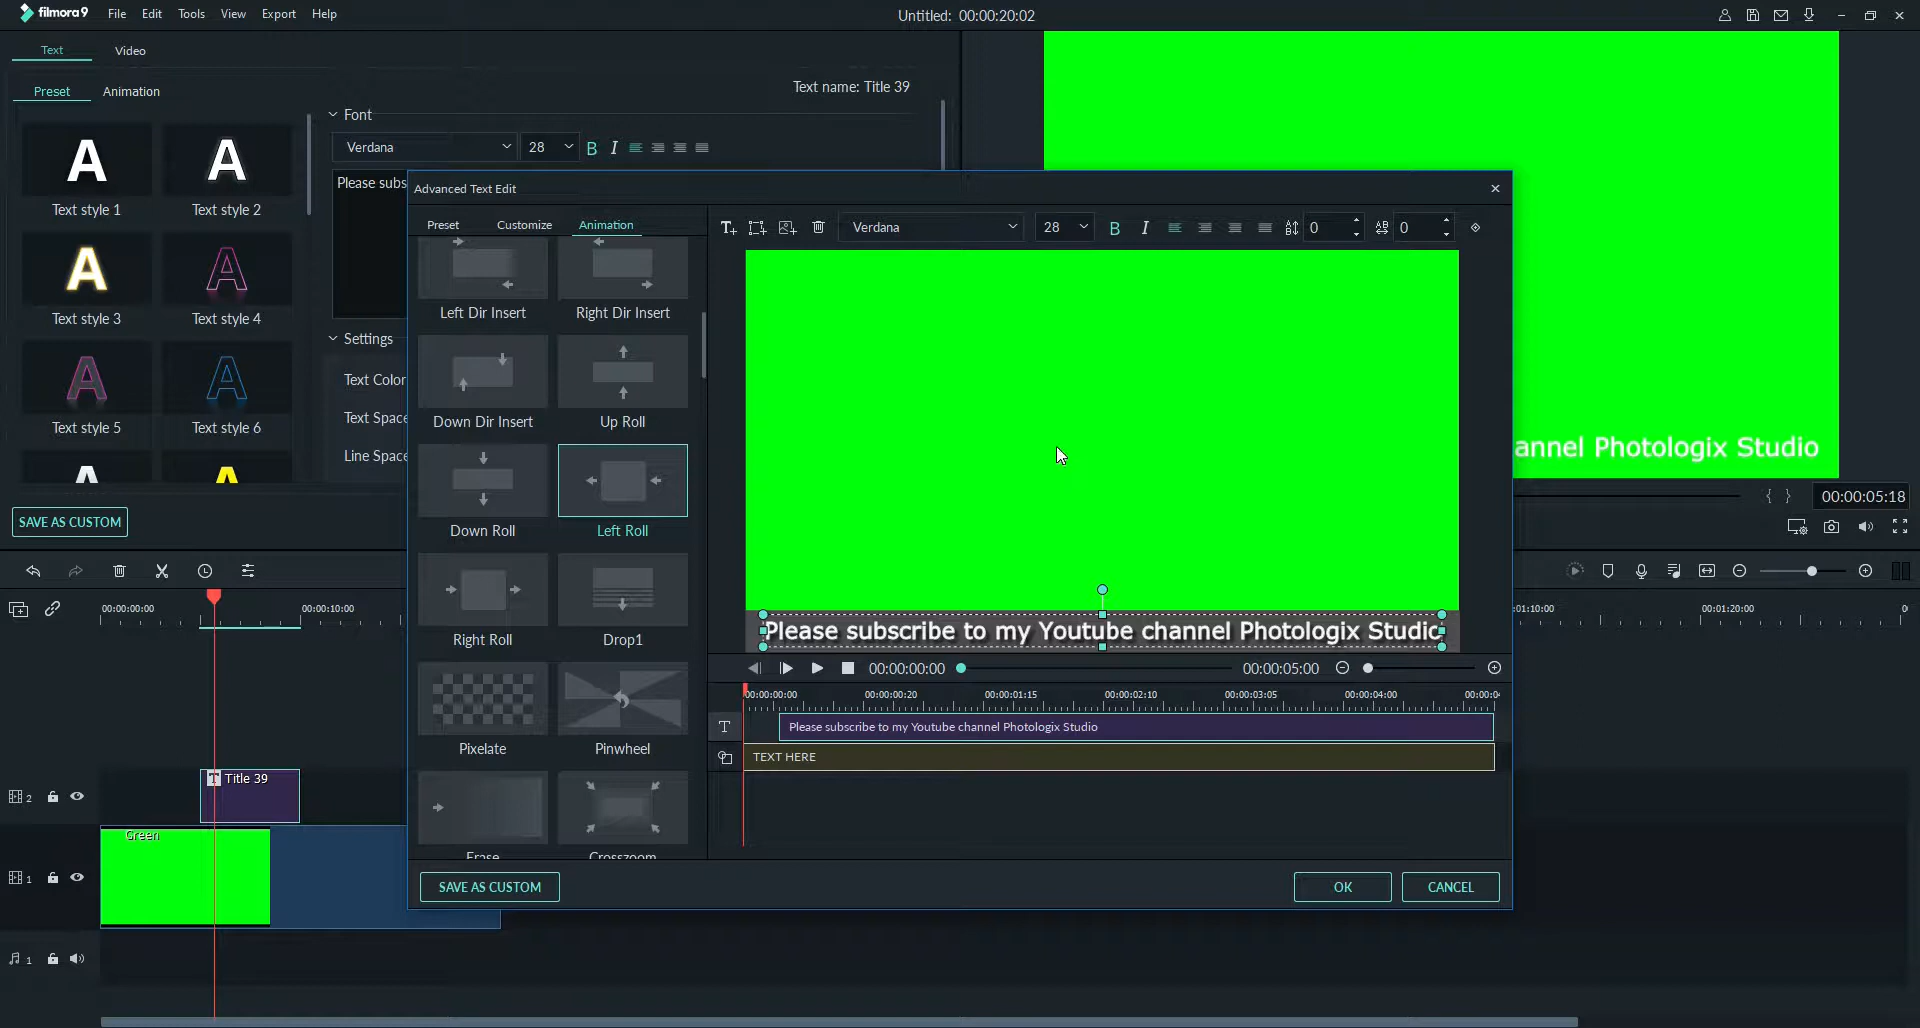 filmora9 File Edit Tools View Export Help
Untitled: 00:00:20:02
Text Video
Preset Animation
Text name: Title 39
Font
Verdana 28 B I
Please subs
Text style 1 Text style 2
Text style 3 Text style 4
Text style 5 Text style 6
Settings
Text Color
Text Space
Line Space
SAVE AS CUSTOM
annel Photologix Studio
00:00:05:18
Advanced Text Edit
Preset Customize Animation
Verdana 28 B I 0 0
Left Dir Insert Right Dir Insert
Down Dir Insert Up Roll
Down Roll Left Roll
Right Roll Drop1
Pixelate Pinwheel
Erase Crosszoom
Please subscribe to my Youtube channel Photologix Studio
00:00:00:00 00:00:05:00
00:00:00:00 00:00:00:20 00:00:01:15 00:00:02:10 00:00:03:05 00:00:04:00 00:00:0
Please subscribe to my Youtube channel Photologix Studio
TEXT HERE
SAVE AS CUSTOM OK CANCEL
00:00:00:00 00:00:10:00 :01:10:00 00:01:20:00 0
2 T Title 39
Green
1
1